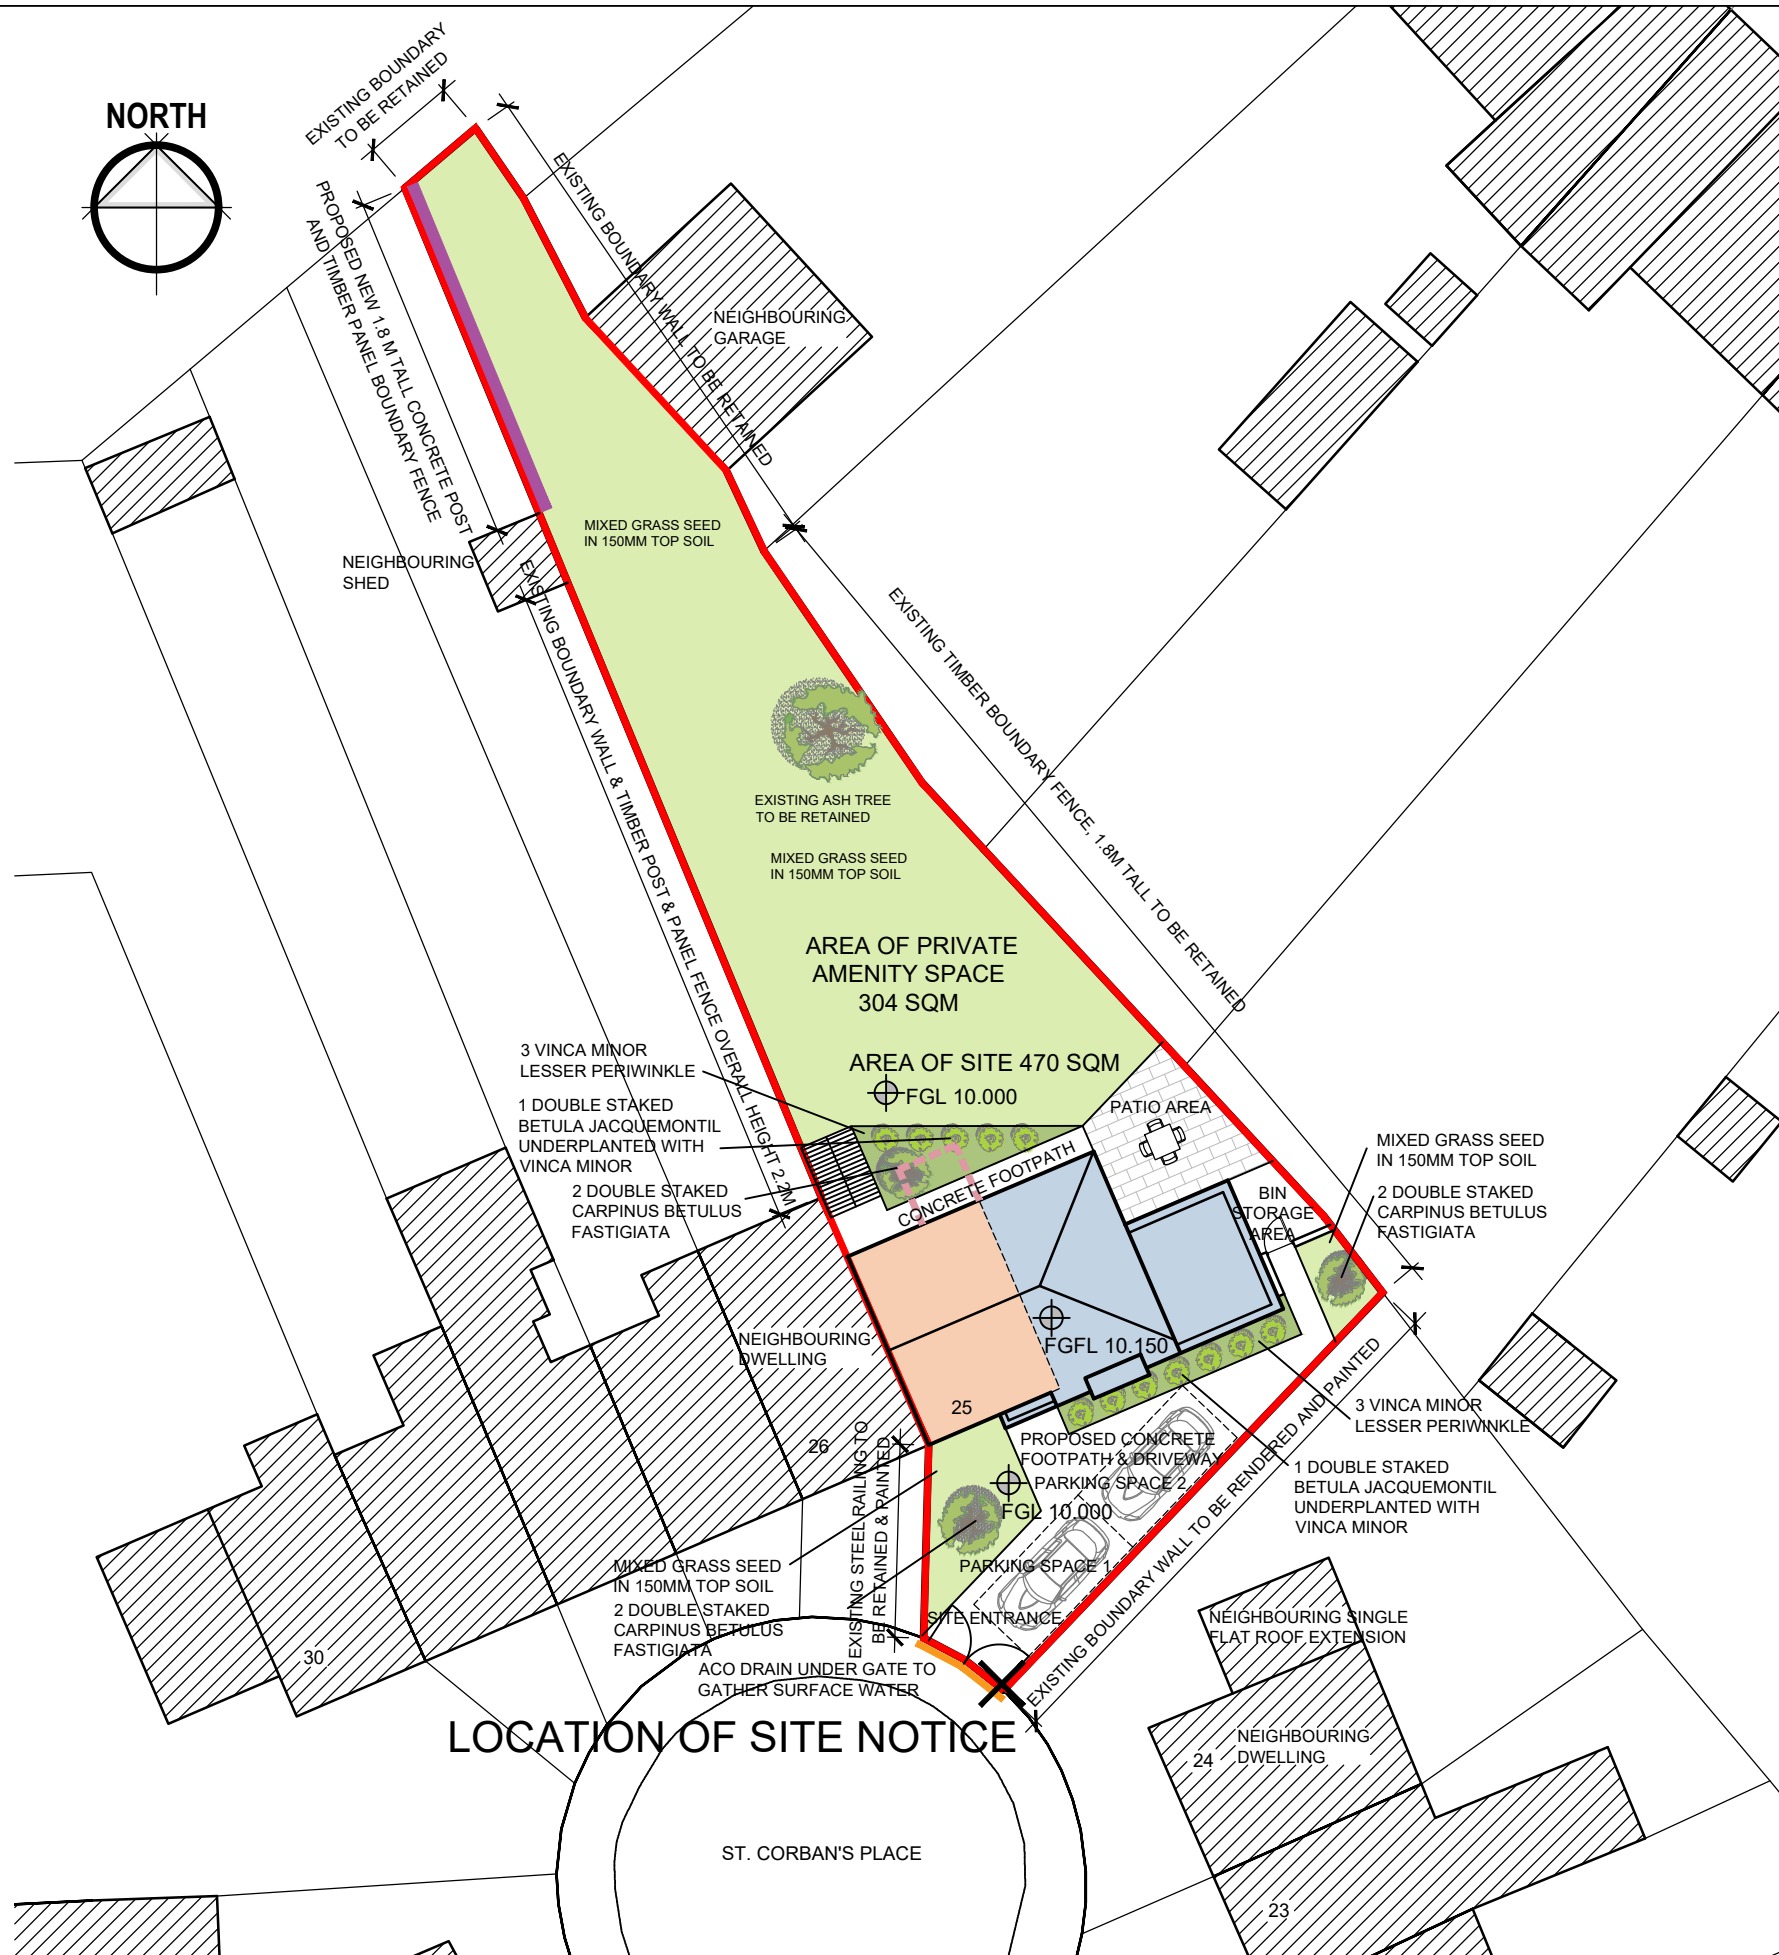 EXISTING BOUNDARY
TO BE RETAINED
NORTH
EXISTING BOUNDARY WALL TO BE RETAINED
PROPOSED NEW 1.8 M TALL CONCRETE POST
AND TIMBER PANEL BOUNDARY FENCE
NEIGHBOURING
GARAGE
MIXED GRASS SEED
IN 150MM TOP SOIL
NEIGHBOURING
SHED
EXISTING BOUNDARY WALL & TIMBER POST & PANEL FENCE OVERALL HEIGHT 2.2M
EXISTING TIMBER BOUNDARY FENCE, 1.8M TALL TO BE RETAINED
EXISTING ASH TREE
TO BE RETAINED
MIXED GRASS SEED
IN 150MM TOP SOIL
AREA OF PRIVATE
AMENITY SPACE
304 SQM
AREA OF SITE 470 SQM
FGL 10.000
3 VINCA MINOR
LESSER PERIWINKLE
1 DOUBLE STAKED
BETULA JACQUEMONTIL
UNDERPLANTED WITH
VINCA MINOR
2 DOUBLE STAKED
CARPINUS BETULUS
FASTIGIATA
PATIO AREA
CONCRETE FOOTPATH
BIN
STORAGE
AREA
MIXED GRASS SEED
IN 150MM TOP SOIL
2 DOUBLE STAKED
CARPINUS BETULUS
FASTIGIATA
NEIGHBOURING
DWELLING
FGFL 10.150
25
26
3 VINCA MINOR
LESSER PERIWINKLE
PROPOSED CONCRETE
FOOTPATH & DRIVEWAY
PARKING SPACE 2
FGL 10.000
1 DOUBLE STAKED
BETULA JACQUEMONTIL
UNDERPLANTED WITH
VINCA MINOR
EXISTING STEEL RAILING TO
BE RETAINED & PAINTED
EXISTING BOUNDARY WALL TO BE RENDERED AND PAINTED
MIXED GRASS SEED
IN 150MM TOP SOIL
2 DOUBLE STAKED
CARPINUS BETULUS
FASTIGIATA
PARKING SPACE 1
SITE ENTRANCE
NEIGHBOURING SINGLE
FLAT ROOF EXTENSION
30
ACO DRAIN UNDER GATE TO
GATHER SURFACE WATER
LOCATION OF SITE NOTICE
NEIGHBOURING
DWELLING
24
ST. CORBAN'S PLACE
23